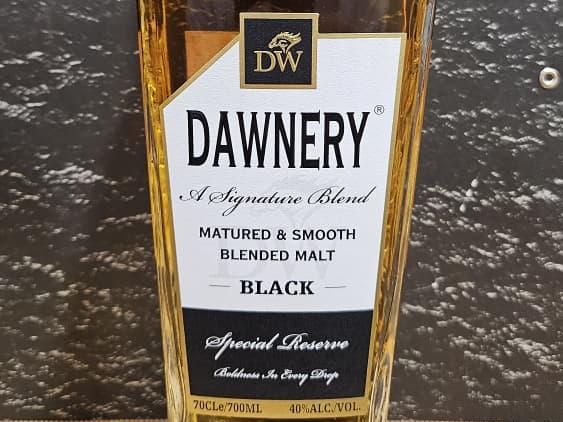 DW
DAWNERY®
A Signature Blend
MATURED & SMOOTH
BLENDED MALT
BLACK
Special Reserve
Boldness In Every Drop
70CLe/700ML 40%ALC./VOL.